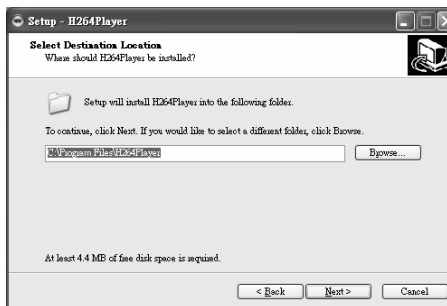 Setup - H264Player
Select Destination Location
Where should H264Player be installed?
Setup will install H264Player into the following folder.
To continue, click Next. If you would like to select a different folder, click Browse.
C:\Program Files\H264Player
Browse...
At least 4.4 MB of free disk space is required.
< Back Next > Cancel